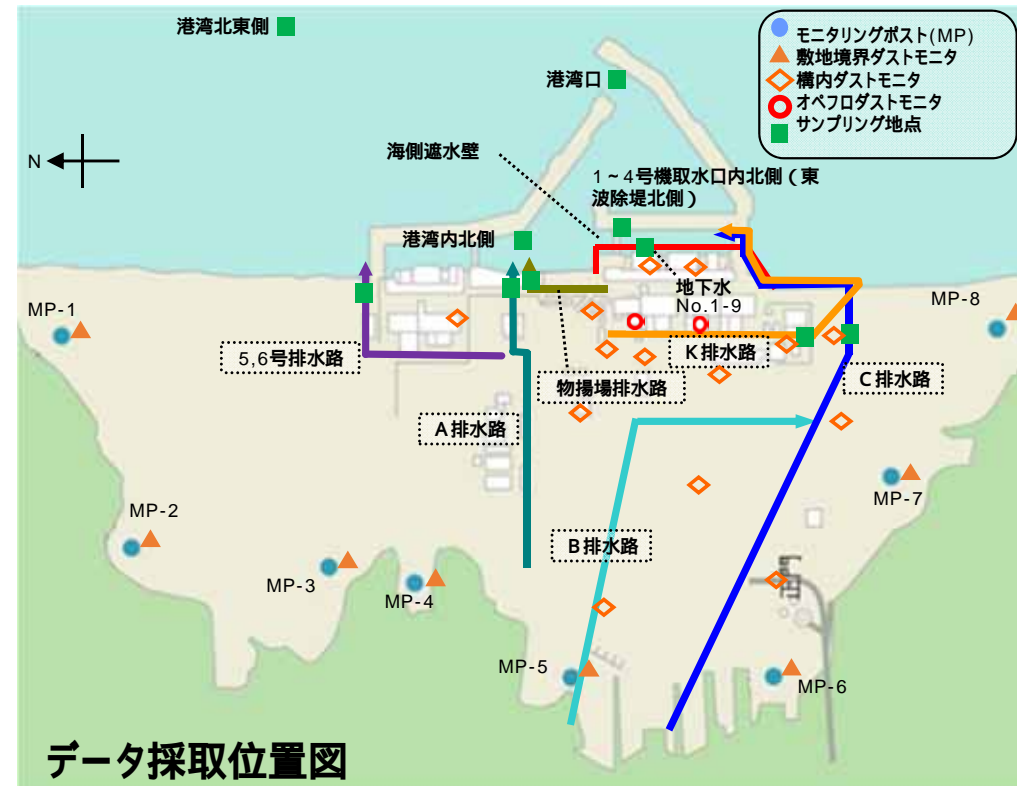 港湾北東側
モニタリングポスト(MP)
敷地境界ダストモニタ
構内ダストモニタ
オペフロダストモニタ
サンプリング地点
港湾口
N
海側遮水壁
1~4号機取水口内北側(東
波除堤北側)
港湾内北側
地下水
No.1-9
MP-1
MP-8
5,6号排水路
K排水路
物揚場排水路
C排水路
A排水路
MP-7
MP-2
B排水路
MP-3
MP-4
MP-5
MP-6
データ採取位置図